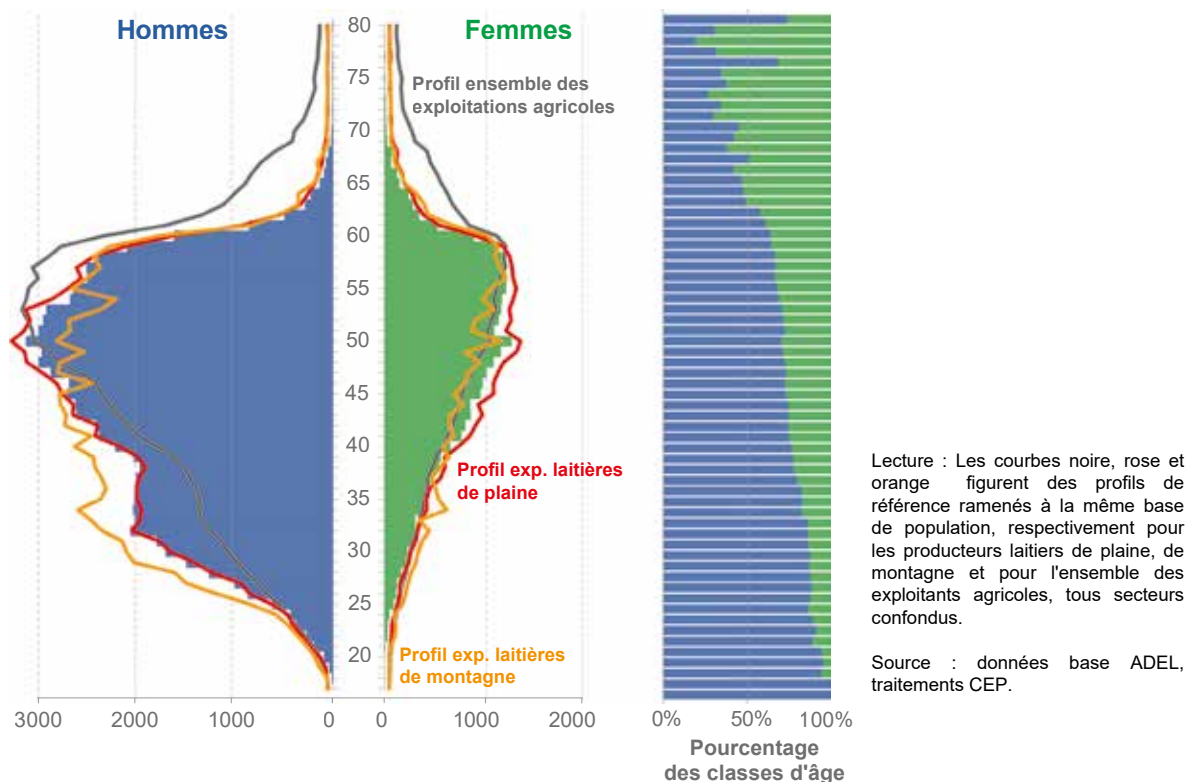 Hommes
Femmes
Profil ensemble des
exploitations agricoles
80
75
70
65
60
55
50
45
40
35
30
25
20
Profil exp. laitières
de plaine
Profil exp. laitières
de montagne
3000 2000 1000 0
0 1000 2000
0% 50% 100%
Pourcentage
des classes d'âge
Lecture : Les courbes noire, rose et
orange figurent des profils de
référence ramenés à la même base
de population, respectivement pour
les producteurs laitiers de plaine, de
montagne et pour l'ensemble des
exploitants agricoles, tous secteurs
confondus.
Source : données base ADEL,
traitements CEP.